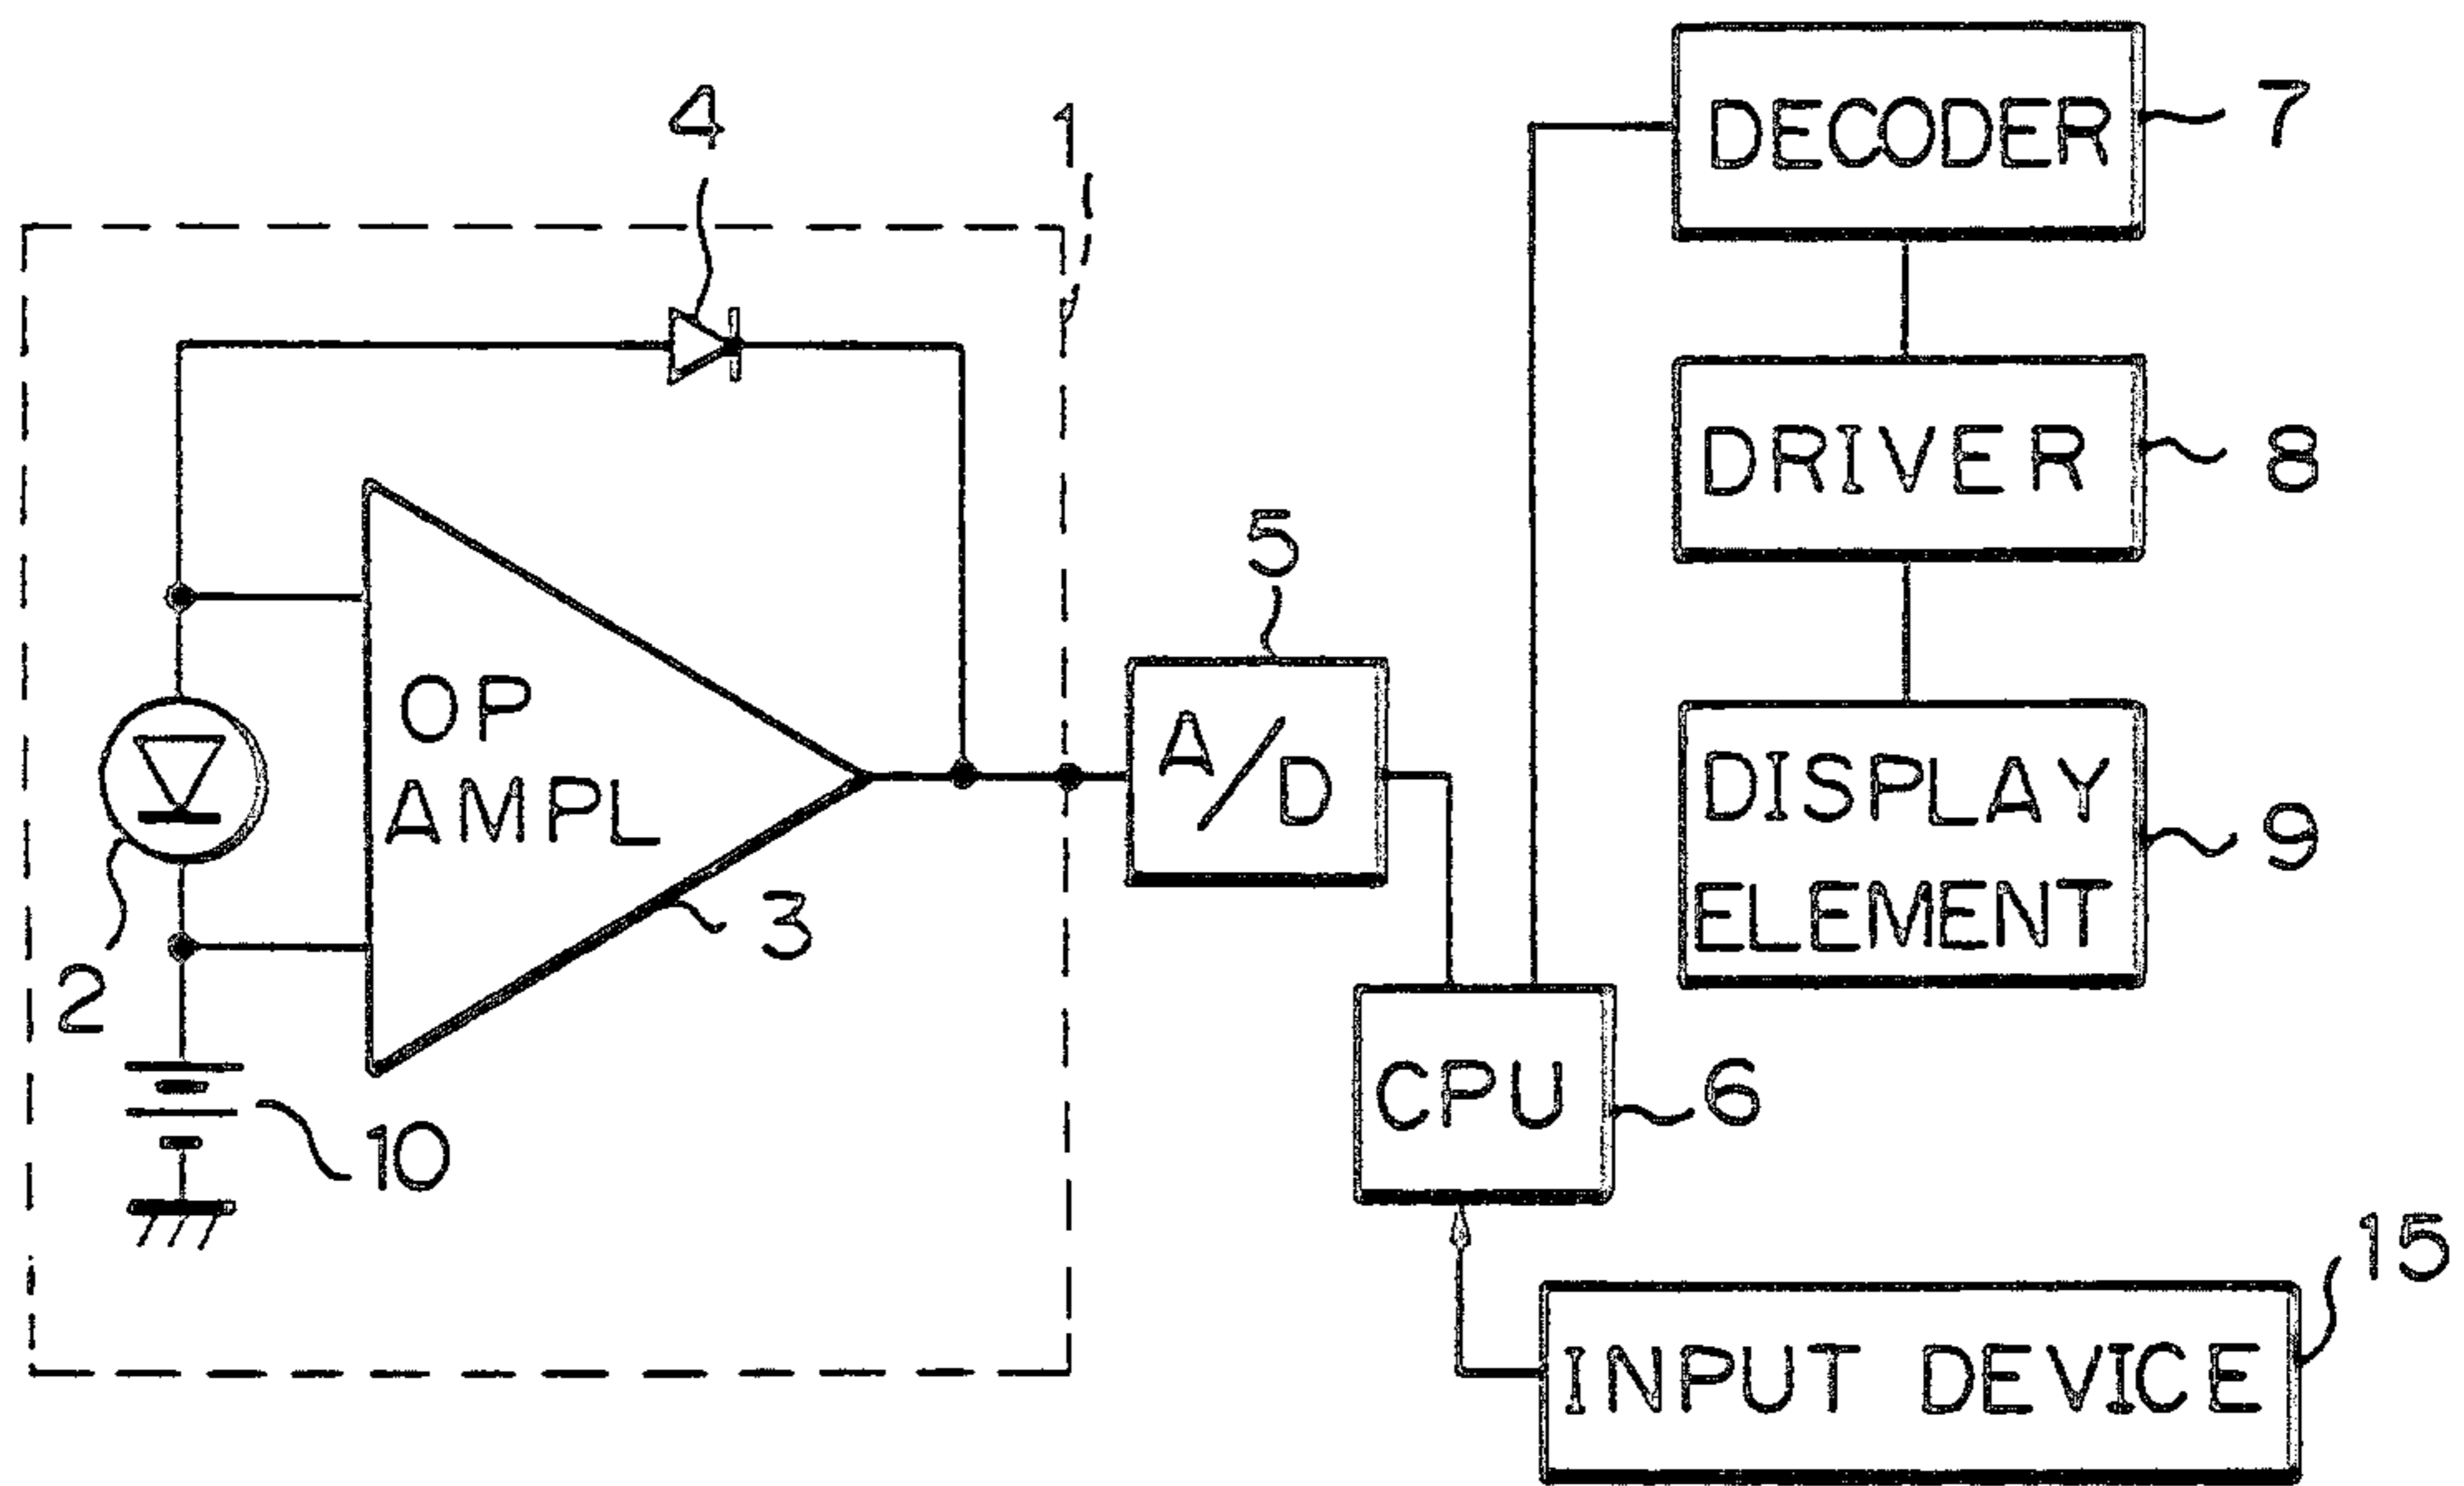 4
1
DECODER
7
DRIVER
8
5
OP
AMPL
A/D
DISPLAY
ELEMENT
9
3
2
CPU
6
10
15
INPUT DEVICE